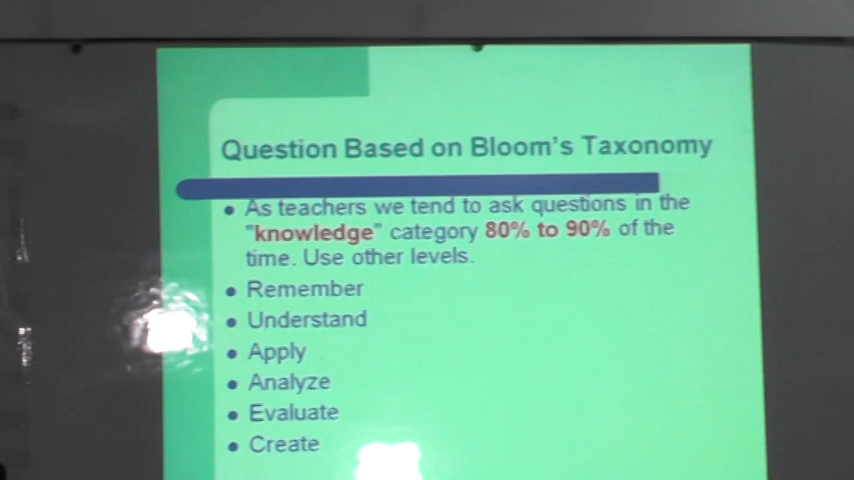 Question Based on Bloom's Taxonomy
• As teachers we tend to ask questions in the
"knowledge" category 80% to 90% of the
time. Use other levels.
• Remember
• Understand
• Apply
• Analyze
• Evaluate
• Create